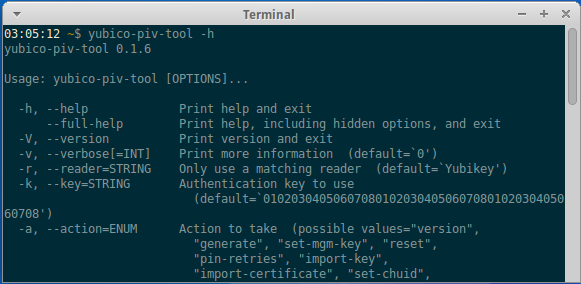 Terminal
03:05:12 ~$ yubico-piv-tool -h
yubico-piv-tool 0.1.6

Usage: yubico-piv-tool [OPTIONS]...

  -h, --help             Print help and exit
      --full-help        Print help, including hidden options, and exit
  -V, --version          Print version and exit
  -v, --verbose[=INT]    Print more information  (default=`0')
  -r, --reader=STRING    Only use a matching reader  (default=`Yubikey')
  -k, --key=STRING       Authentication key to use
                           (default=`01020304050607080102030405060708010203040506
60708')
  -a, --action=ENUM      Action to take  (possible values="version",
                           "generate", "set-mgm-key", "reset",
                           "pin-retries", "import-key",
                           "import-certificate", "set-chuid",